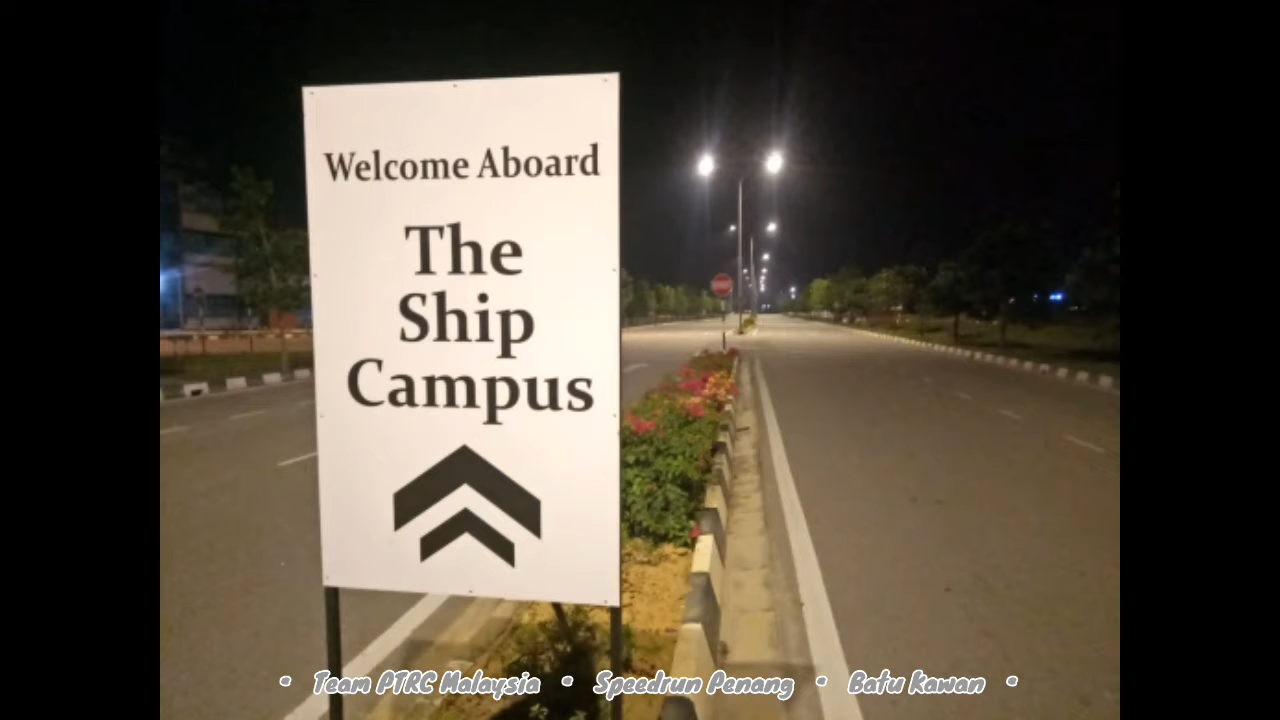 Welcome Aboard
The
Ship
Campus
• Team PTRC Malaysia • Speedrun Penang • Batu Kawan •